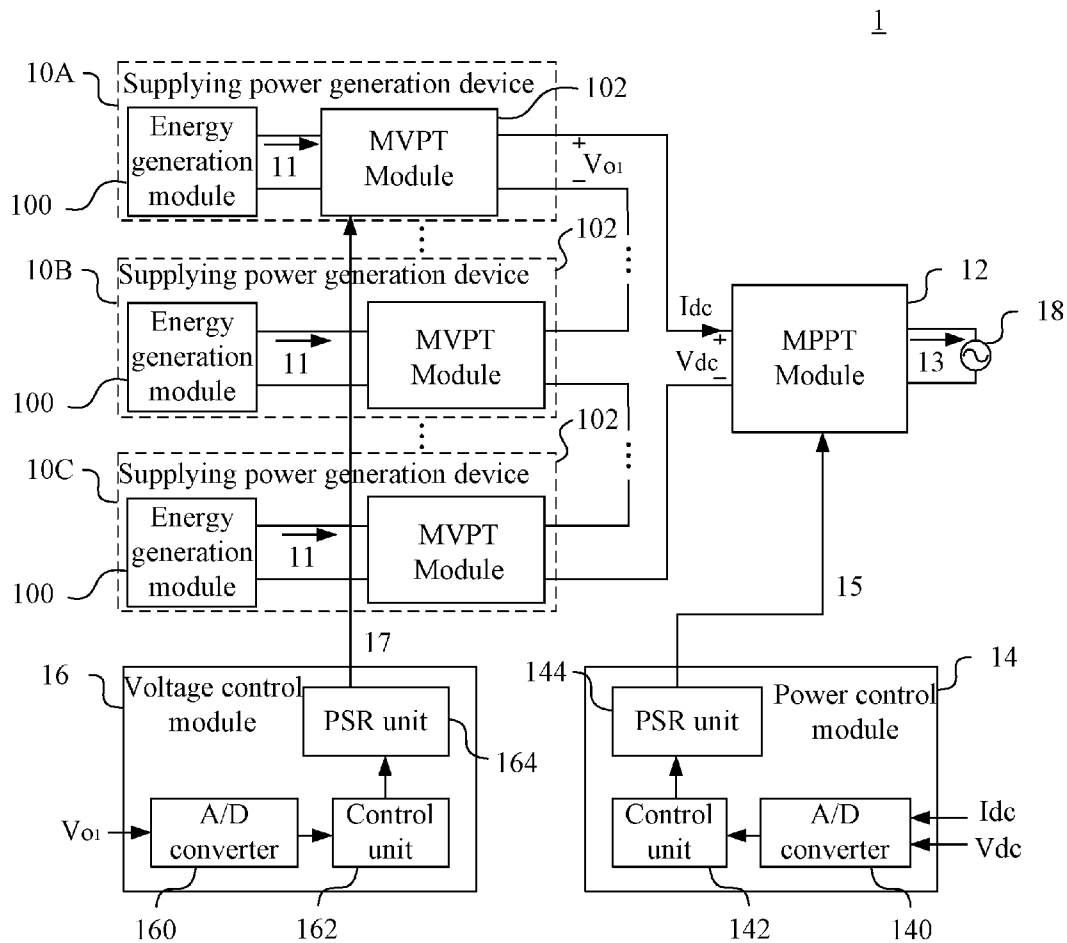 1
10A
Supplying power generation device
102
Energy
generation
module
11
MVPT
Module
+
Vo1
−
100
10B
Supplying power generation device
102
Energy
generation
module
11
MVPT
Module
100
Idc
+
Vdc
−
12
MPPT
Module
13
18
10C
Supplying power generation device
102
Energy
generation
module
11
MVPT
Module
100
17
15
16
Voltage control
module
PSR unit
164
Vo1
A/D
converter
Control
unit
160
162
144
PSR unit
Power control
module
14
Control
unit
A/D
converter
Idc
Vdc
142
140